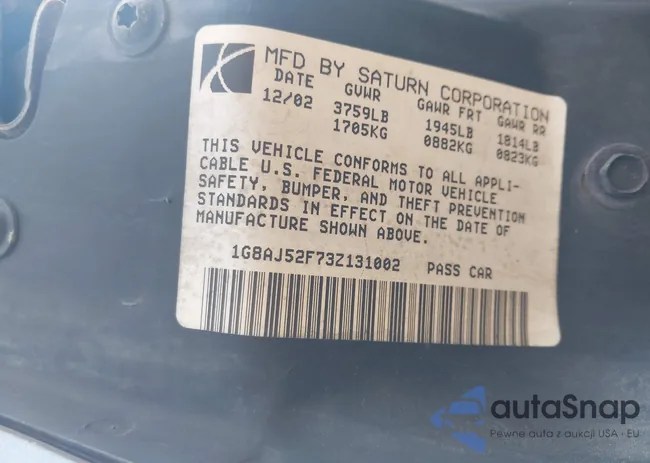 MFD BY SATURN CORPORATION
DATE GVWR GAWR FRT GAWR RR
12/02 3759LB 1945LB 1814LB
1705KG 0882KG 0823KG
THIS VEHICLE CONFORMS TO ALL APPLI-
CABLE U.S. FEDERAL MOTOR VEHICLE
SAFETY, BUMPER, AND THEFT PREVENTION
STANDARDS IN EFFECT ON THE DATE OF
MANUFACTURE SHOWN ABOVE.
1G8AJ52F73Z131002 PASS CAR
autaSnap
Pewne auta z aukcji USA • EU